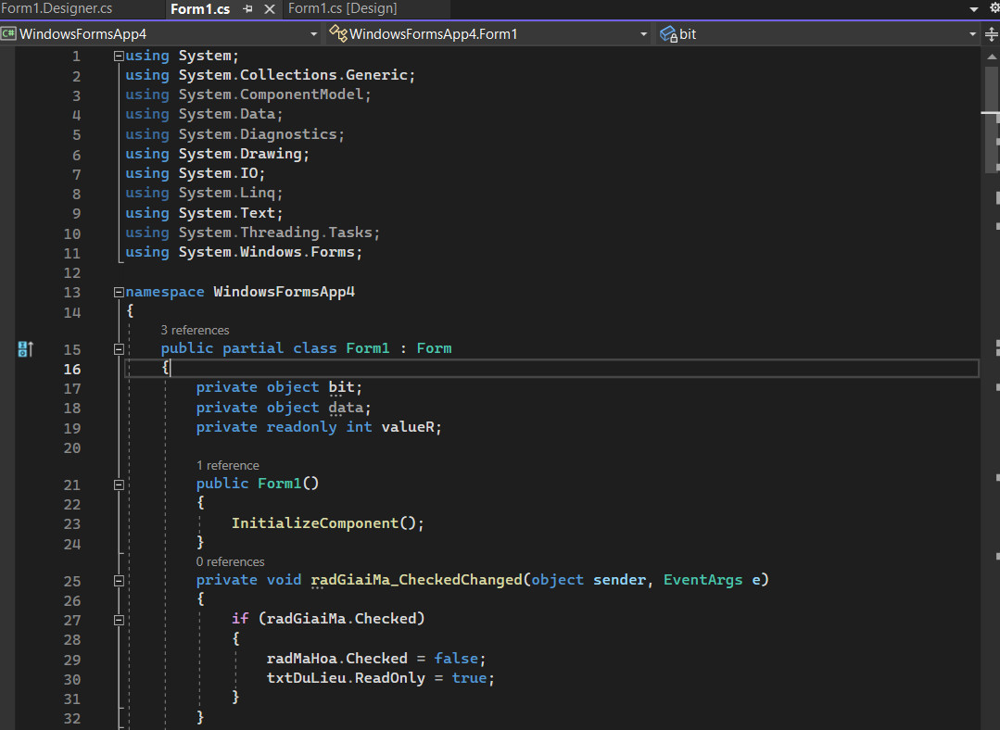 Form1.Designer.cs Form1.cs Form1.cs [Design]
C# WindowsFormsApp4 WindowsFormsApp4.Form1 bit
1 using System;
2 using System.Collections.Generic;
3 using System.ComponentModel;
4 using System.Data;
5 using System.Diagnostics;
6 using System.Drawing;
7 using System.IO;
8 using System.Linq;
9 using System.Text;
10 using System.Threading.Tasks;
11 using System.Windows.Forms;
12
13 namespace WindowsFormsApp4
14 {
3 references
15 public partial class Form1 : Form
16 {
17 private object bit;
18 private object data;
19 private readonly int valueR;
20
1 reference
21 public Form1()
22 {
23 InitializeComponent();
24 }
0 references
25 private void radGiaiMa_CheckedChanged(object sender, EventArgs e)
26 {
27 if (radGiaiMa.Checked)
28 {
29 radMaHoa.Checked = false;
30 txtDuLieu.ReadOnly = true;
31 }
32 }